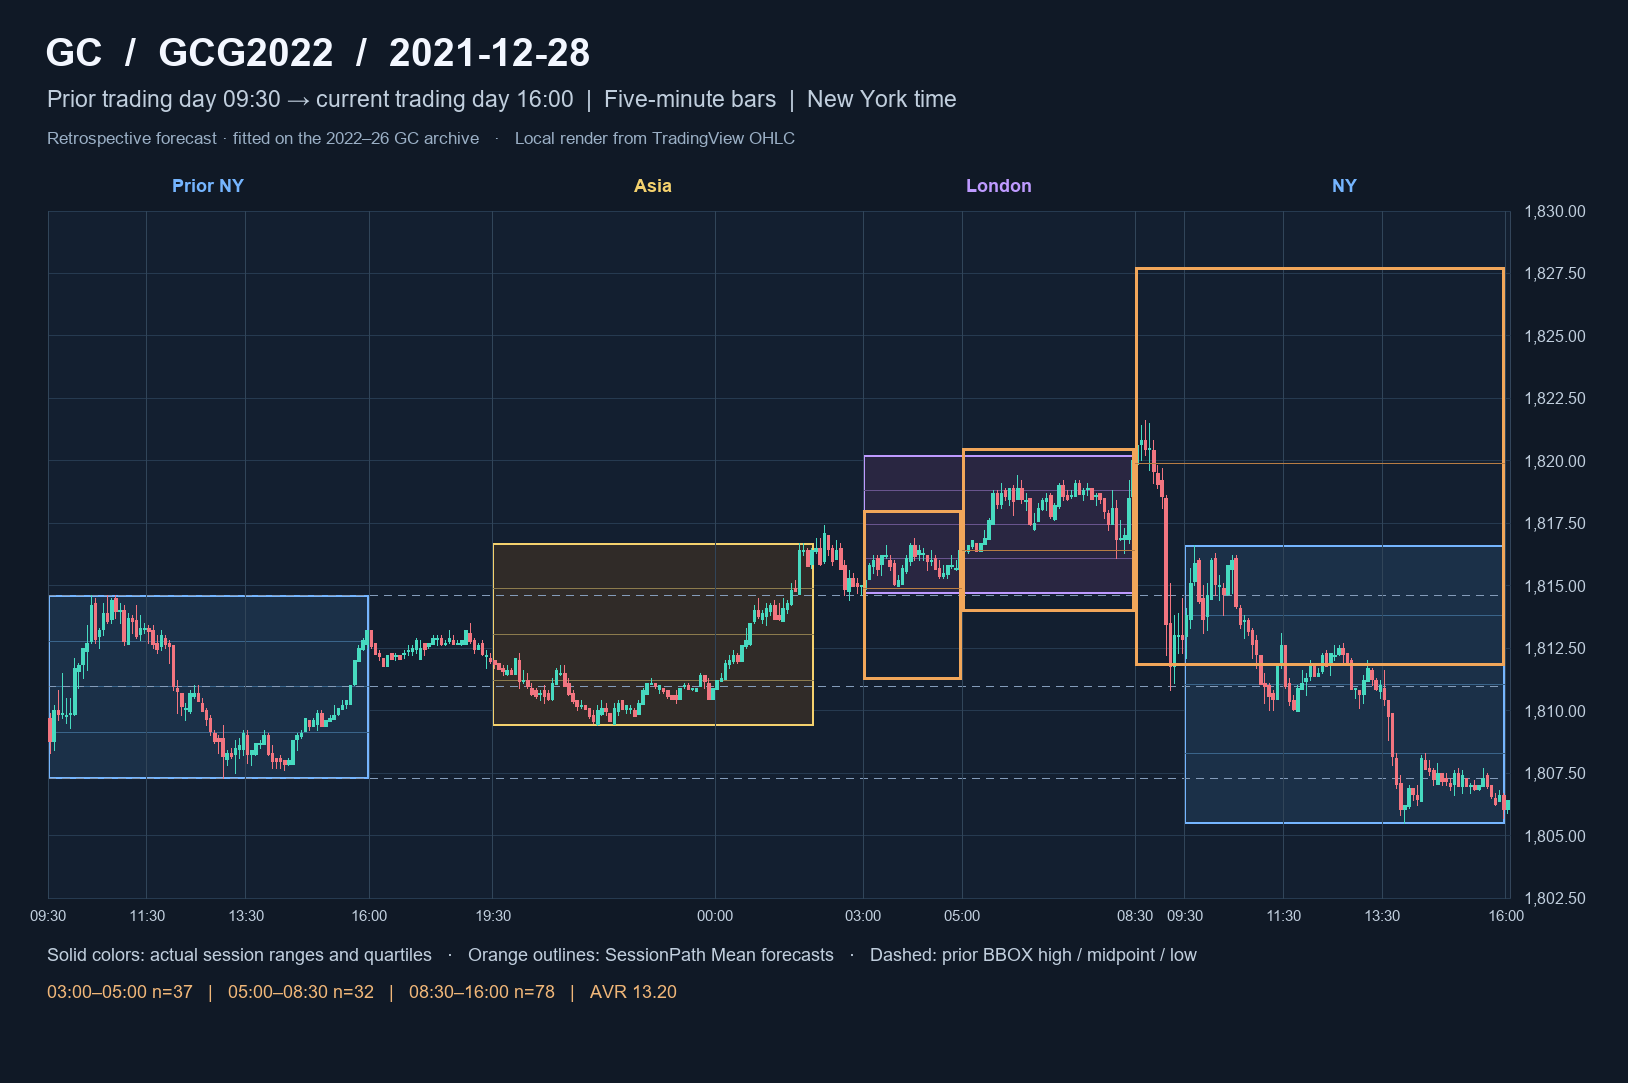 GC / GCG2022 / 2021-12-28
Prior trading day 09:30 → current trading day 16:00 | Five-minute bars | New York time
Retrospective forecast · fitted on the 2022–26 GC archive · Local render from TradingView OHLC
Prior NY Asia London NY
1,830.00
1,827.50
1,825.00
1,822.50
1,820.00
1,817.50
1,815.00
1,812.50
1,810.00
1,807.50
1,805.00
1,802.50
09:30 11:30 13:30 16:00 19:30 00:00 03:00 05:00 08:30 09:30 11:30 13:30 16:00
Solid colors: actual session ranges and quartiles · Orange outlines: SessionPath Mean forecasts · Dashed: prior BBOX high / midpoint / low
03:00–05:00 n=37 | 05:00–08:30 n=32 | 08:30–16:00 n=78 | AVR 13.20